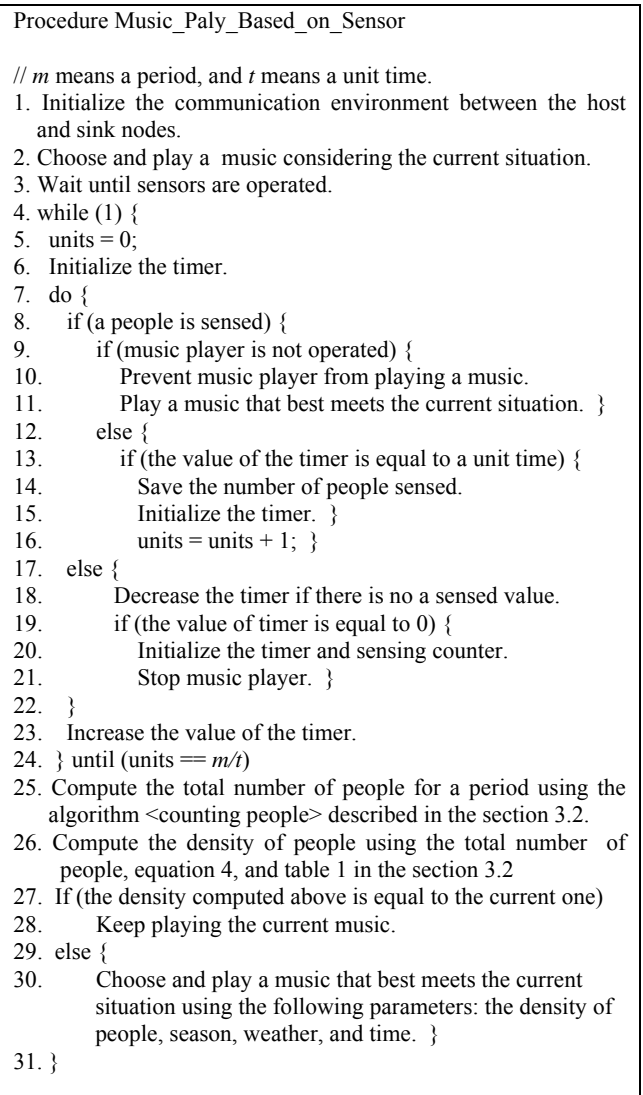 Procedure Music_Paly_Based_on_Sensor
// m means a period, and t means a unit time.
1. Initialize the communication environment between the host
and sink nodes.
2. Choose and play a music considering the current situation.
3. Wait until sensors are operated.
4. while (1) {
5. units = 0;
6. Initialize the timer.
7. do {
8. if (a people is sensed) {
9. if (music player is not operated) {
10. Prevent music player from playing a music.
11. Play a music that best meets the current situation. }
12. else {
13. if (the value of the timer is equal to a unit time) {
14. Save the number of people sensed.
15. Initialize the timer. }
16. units = units + 1; }
17. else {
18. Decrease the timer if there is no a sensed value.
19. if (the value of timer is equal to 0) {
20. Initialize the timer and sensing counter.
21. Stop music player. }
22. }
23. Increase the value of the timer.
24. } until (units == m/t)
25. Compute the total number of people for a period using the
algorithm <counting people> described in the section 3.2.
26. Compute the density of people using the total number of
people, equation 4, and table 1 in the section 3.2
27. If (the density computed above is equal to the current one)
28. Keep playing the current music.
29. else {
30. Choose and play a music that best meets the current
situation using the following parameters: the density of
people, season, weather, and time. }
31. }